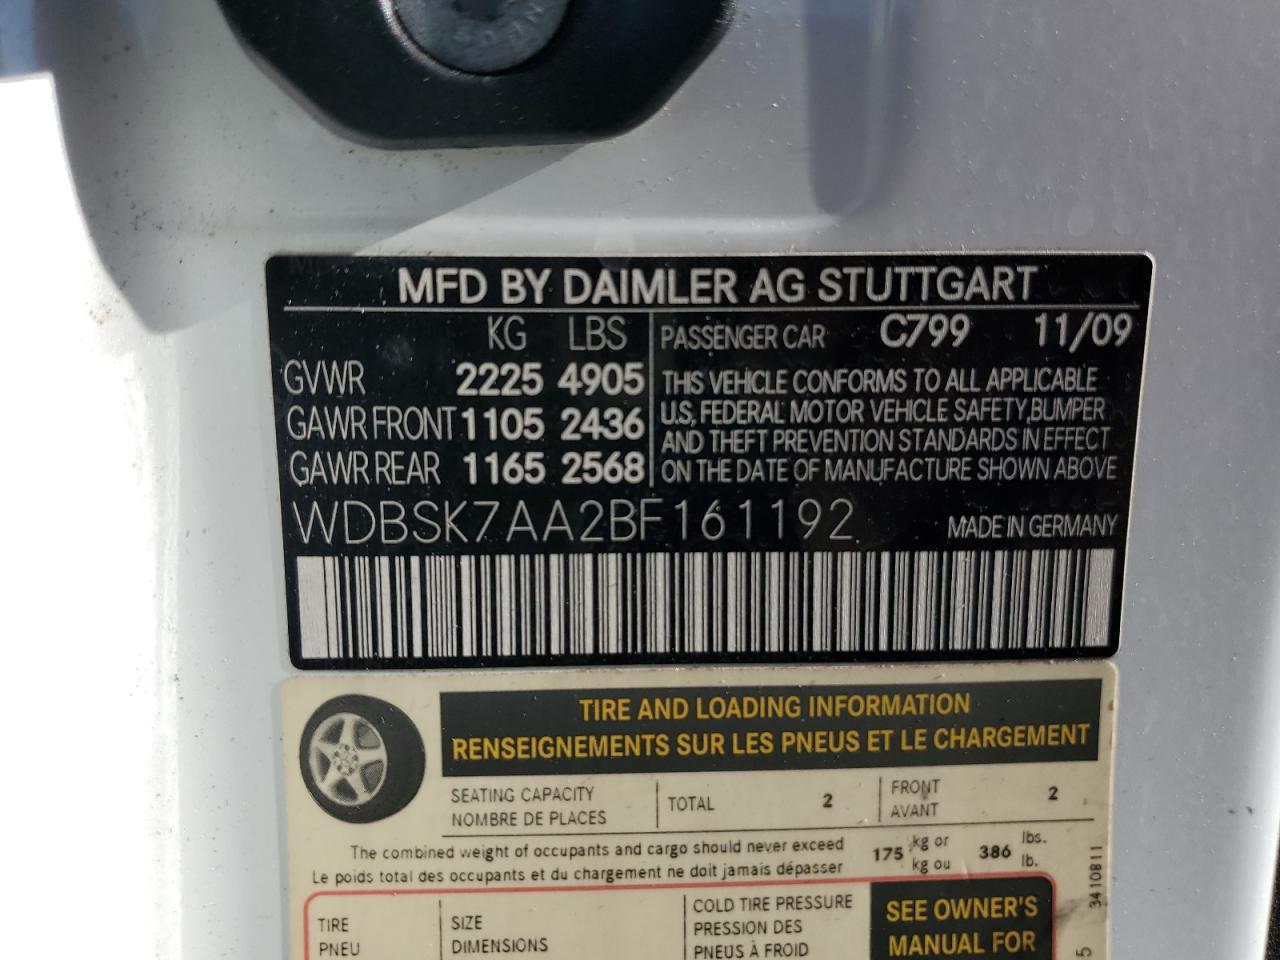 MFD BY DAIMLER AG STUTTGART
KG LBS
GVWR 2225 4905
GAWR FRONT 1105 2436
GAWR REAR 1165 2568
PASSENGER CAR C799 11/09
THIS VEHICLE CONFORMS TO ALL APPLICABLE
U.S. FEDERAL MOTOR VEHICLE SAFETY,BUMPER
AND THEFT PREVENTION STANDARDS IN EFFECT
ON THE DATE OF MANUFACTURE SHOWN ABOVE
WDBSK7AA2BF161192 MADE IN GERMANY
TIRE AND LOADING INFORMATION
RENSEIGNEMENTS SUR LES PNEUS ET LE CHARGEMENT
SEATING CAPACITY
NOMBRE DE PLACES
TOTAL 2
FRONT
AVANT
2
The combined weight of occupants and cargo should never exceed
Le poids total des occupants et du chargement ne doit jamais dépasser
175 kg or 386 lbs.
kg ou lb.
TIRE
PNEU
SIZE
DIMENSIONS
COLD TIRE PRESSURE
PRESSION DES
PNEUS À FROID
SEE OWNER'S
MANUAL FOR
3410811
5